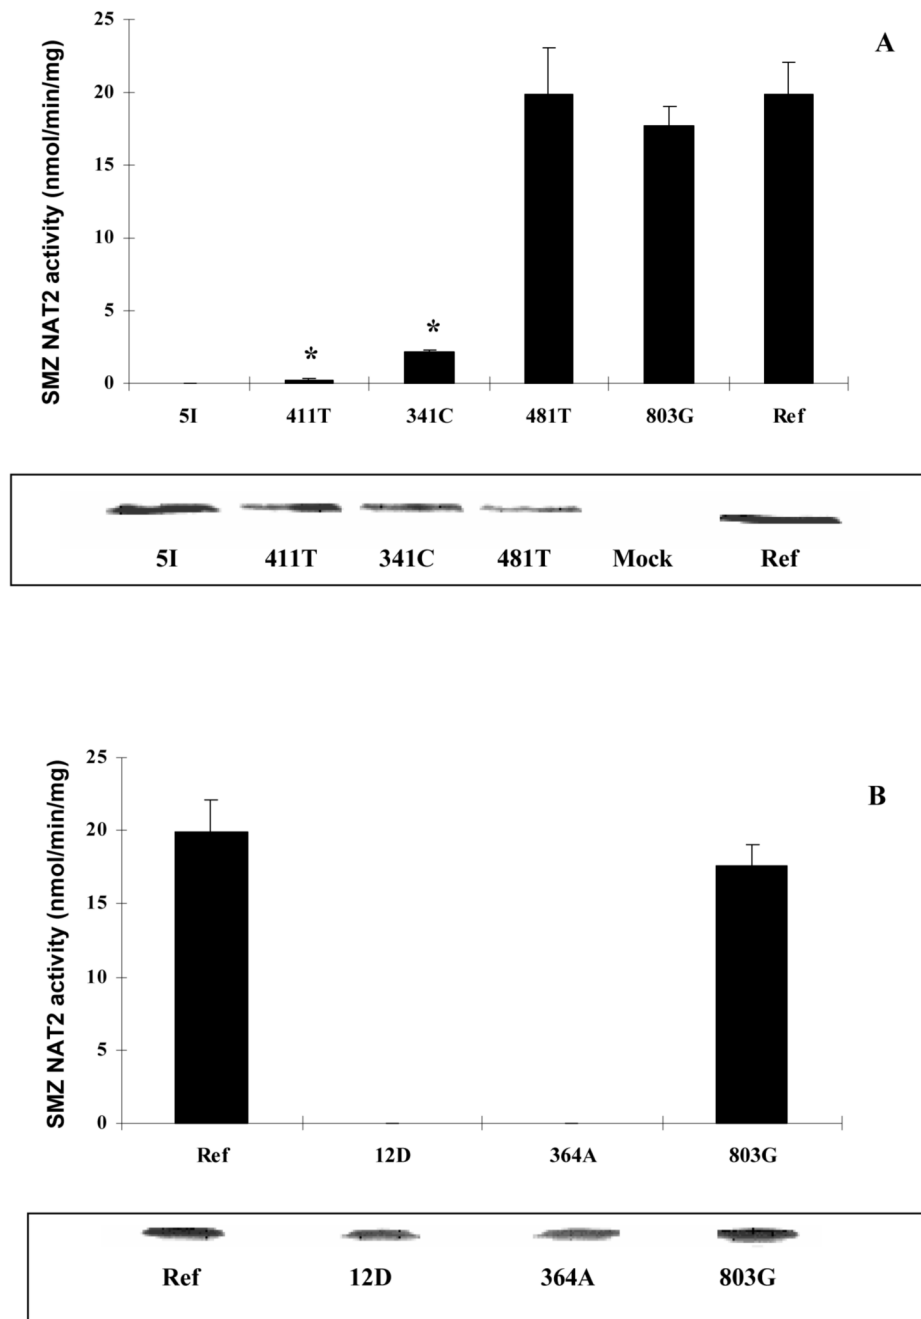 A
SMZ NAT2 activity (nmol/min/mg)
25
20
15
10
5
0
5I 411T 341C 481T 803G Ref
* *
5I 411T 341C 481T Mock Ref
B
SMZ NAT2 activity (nmol/min/mg)
25
20
15
10
5
0
Ref 12D 364A 803G
Ref 12D 364A 803G